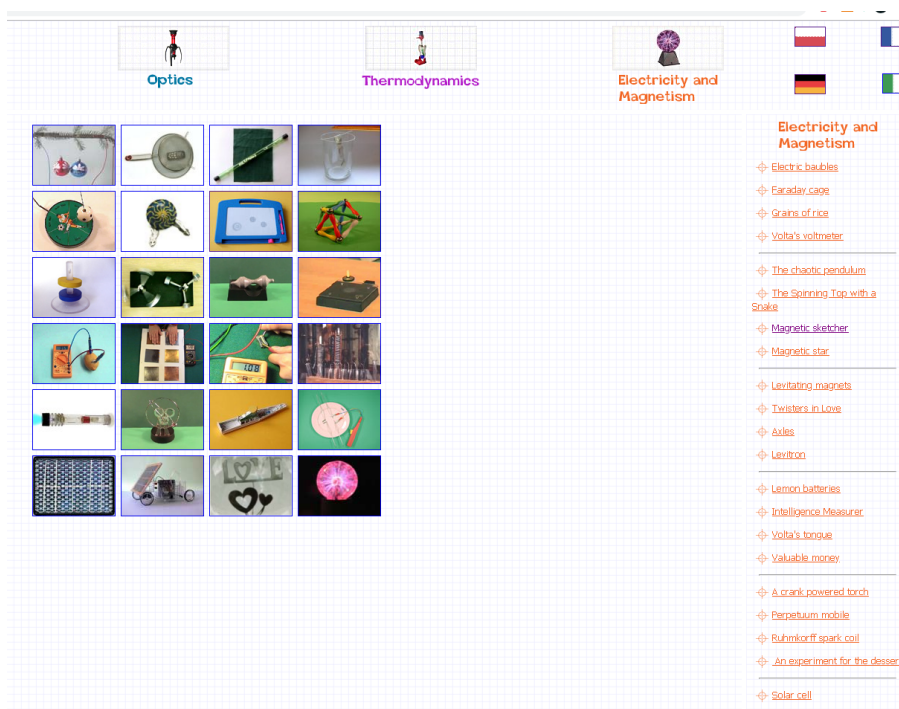 Optics
Thermodynamics
Electricity and
Magnetism
Electricity and
Magnetism
Electric baubles
Faraday cage
Grains of rice
Volta's voltmeter
The chaotic pendulum
The Spinning Top with a
Snake
Magnetic sketcher
Magnetic star
Levitating magnets
Twisters in Love
Axles
Levitron
Lemon batteries
Intelligence Measurer
Volta's tongue
Valuable money
A crank powered torch
Perpetuum mobile
Ruhmkorff spark coil
An experiment for the desser
Solar cell
1.08
LOVE